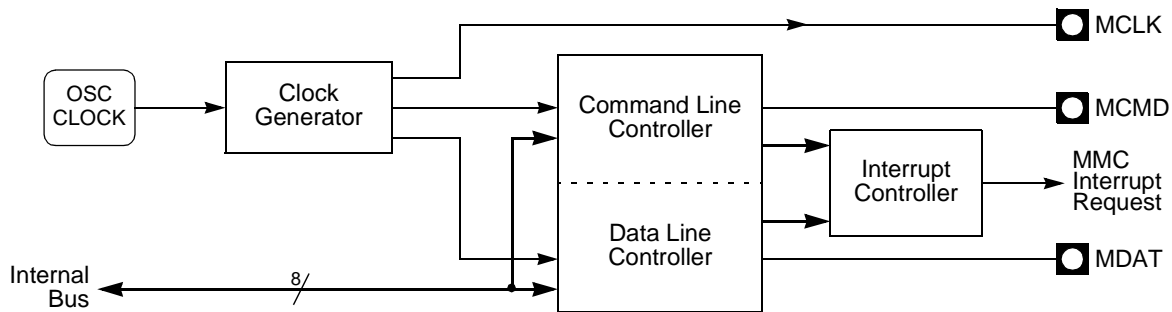 MCLK
OSC
CLOCK
Clock
Generator
Command Line
Controller
MCMD
Interrupt
Controller
MMC
Interrupt
Request
Data Line
Controller
MDAT
Internal
Bus
8